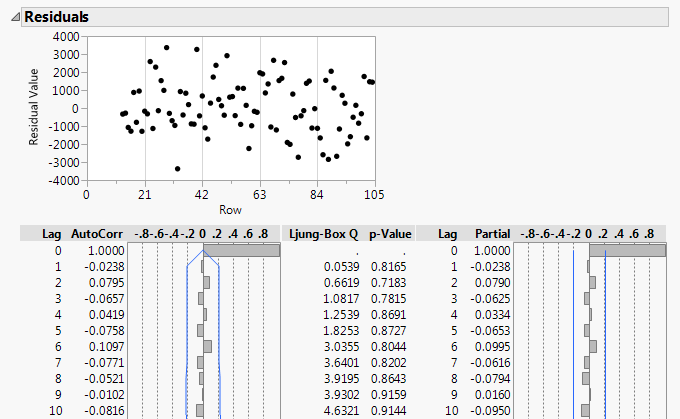 Residuals
4000
3000
2000
1000
0
-1000
-2000
-3000
-4000
Residual Value
0 21 42 63 84 105
Row
Lag AutoCorr -.8-.6-.4-.2 0 .2 .4 .6 .8 Ljung-Box Q p-Value Lag Partial -.8-.6-.4-.2 0 .2 .4 .6 .8
0 1.0000 . . 0 1.0000
1 -0.0238 0.0539 0.8165 1 -0.0238
2 0.0795 0.6619 0.7183 2 0.0790
3 -0.0657 1.0817 0.7815 3 -0.0625
4 0.0419 1.2539 0.8691 4 0.0334
5 -0.0758 1.8253 0.8727 5 -0.0653
6 0.1097 3.0355 0.8044 6 0.0995
7 -0.0771 3.6401 0.8202 7 -0.0616
8 -0.0521 3.9195 0.8643 8 -0.0794
9 -0.0102 3.9302 0.9159 9 0.0160
10 -0.0816 4.6321 0.9144 10 -0.0950